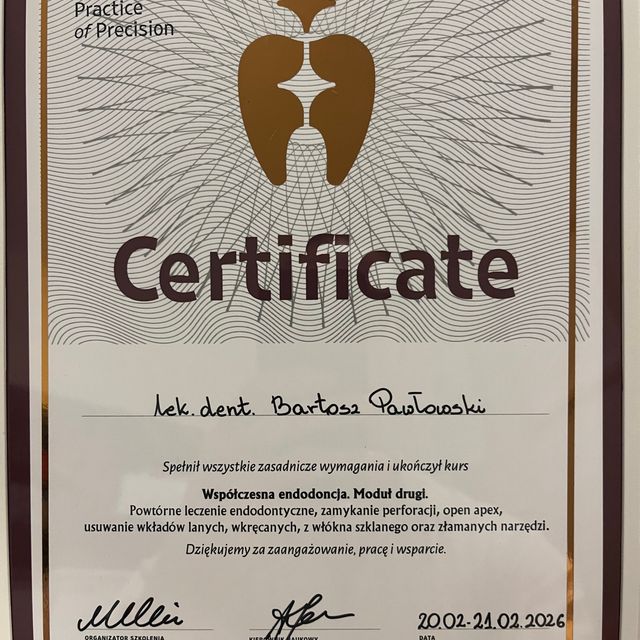 Practice
of Precision
Certificate
lek. dent. Bartosz Pawłowski
Spełnił wszystkie zasadnicze wymagania i ukończył kurs
Współczesna endodoncja. Moduł drugi.
Powtórne leczenie endodontyczne, zamykanie perforacji, open apex,
usuwanie wkładów lanych, wkręcanych, z włókna szklanego oraz złamanych narzędzi.
Dziękujemy za zaangażowanie, pracę i wsparcie.
20.02-21.02.2026
ORGANIZATOR SZKOLENIA KIEROWNIK NAUKOWY DATA